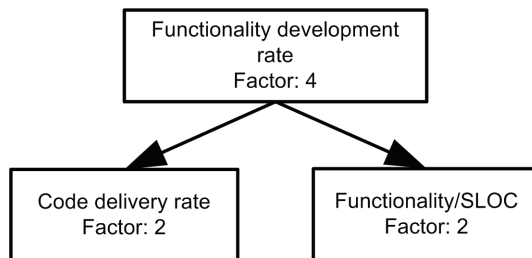 Functionality development
rate
Factor: 4
Code delivery rate
Factor: 2
Functionality/SLOC
Factor: 2